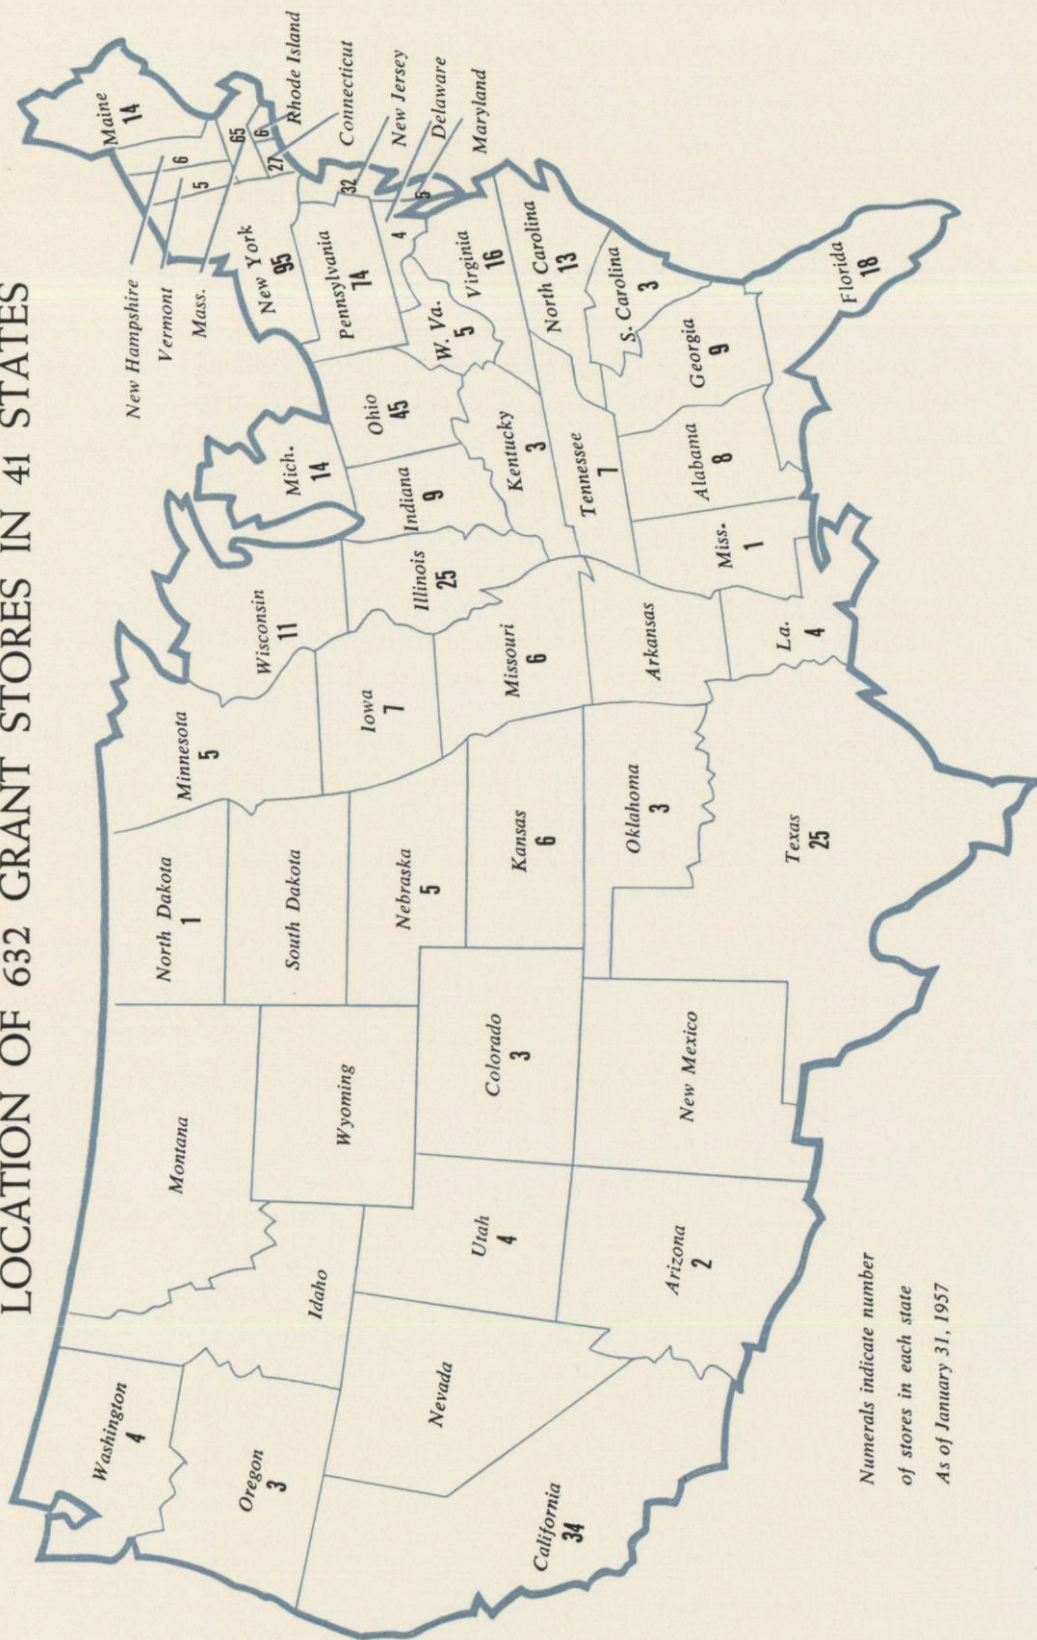 LOCATION OF 632 GRANT STORES IN 41 STATES
Washington
4
Oregon
3
California
34
Nevada
Idaho
Montana
Wyoming
Utah
4
Arizona
2
Colorado
3
New Mexico
North Dakota
1
South Dakota
Nebraska
5
Kansas
6
Oklahoma
3
Texas
25
Minnesota
5
Iowa
7
Missouri
6
Arkansas
La.
4
Wisconsin
11
Illinois
25
Miss.
1
Mich.
14
Indiana
9
Ohio
45
Kentucky
3
Tennessee
7
Alabama
8
Georgia
9
Florida
18
S. Carolina
3
North Carolina
13
Virginia
16
W. Va.
5
Pennsylvania
74
New York
95
New Hampshire
6
Vermont
5
Mass.
65
Maine
14
Rhode Island
6
Connecticut
27
New Jersey
32
Delaware
4
Maryland
5
Numerals indicate number
of stores in each state
As of January 31, 1957